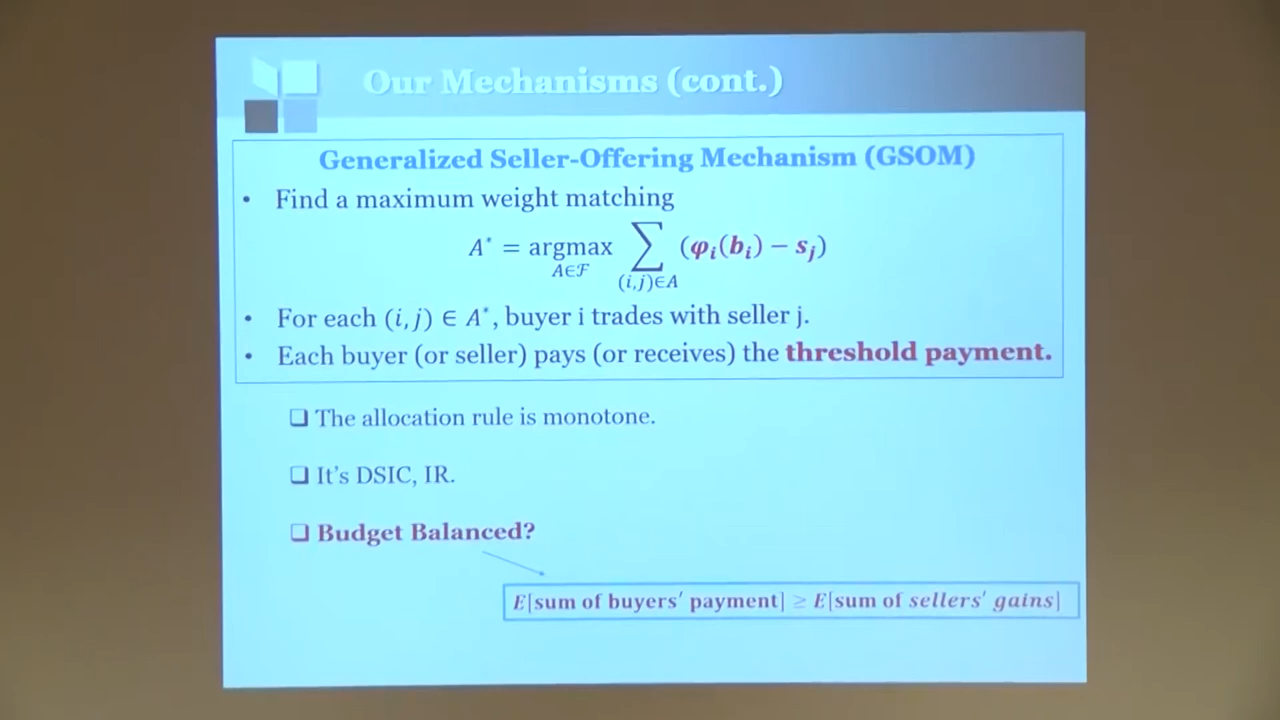 Our Mechanisms (cont.)
Generalized Seller-Offering Mechanism (GSOM)
• Find a maximum weight matching
A* = argmax ∑ (φᵢ(bᵢ) − sⱼ)
A∈ℱ (i,j)∈A
• For each (i, j) ∈ A*, buyer i trades with seller j.
• Each buyer (or seller) pays (or receives) the threshold payment.
❑ The allocation rule is monotone.
❑ It's DSIC, IR.
❑ Budget Balanced?
E[sum of buyers' payment] ≥ E[sum of sellers' gains]